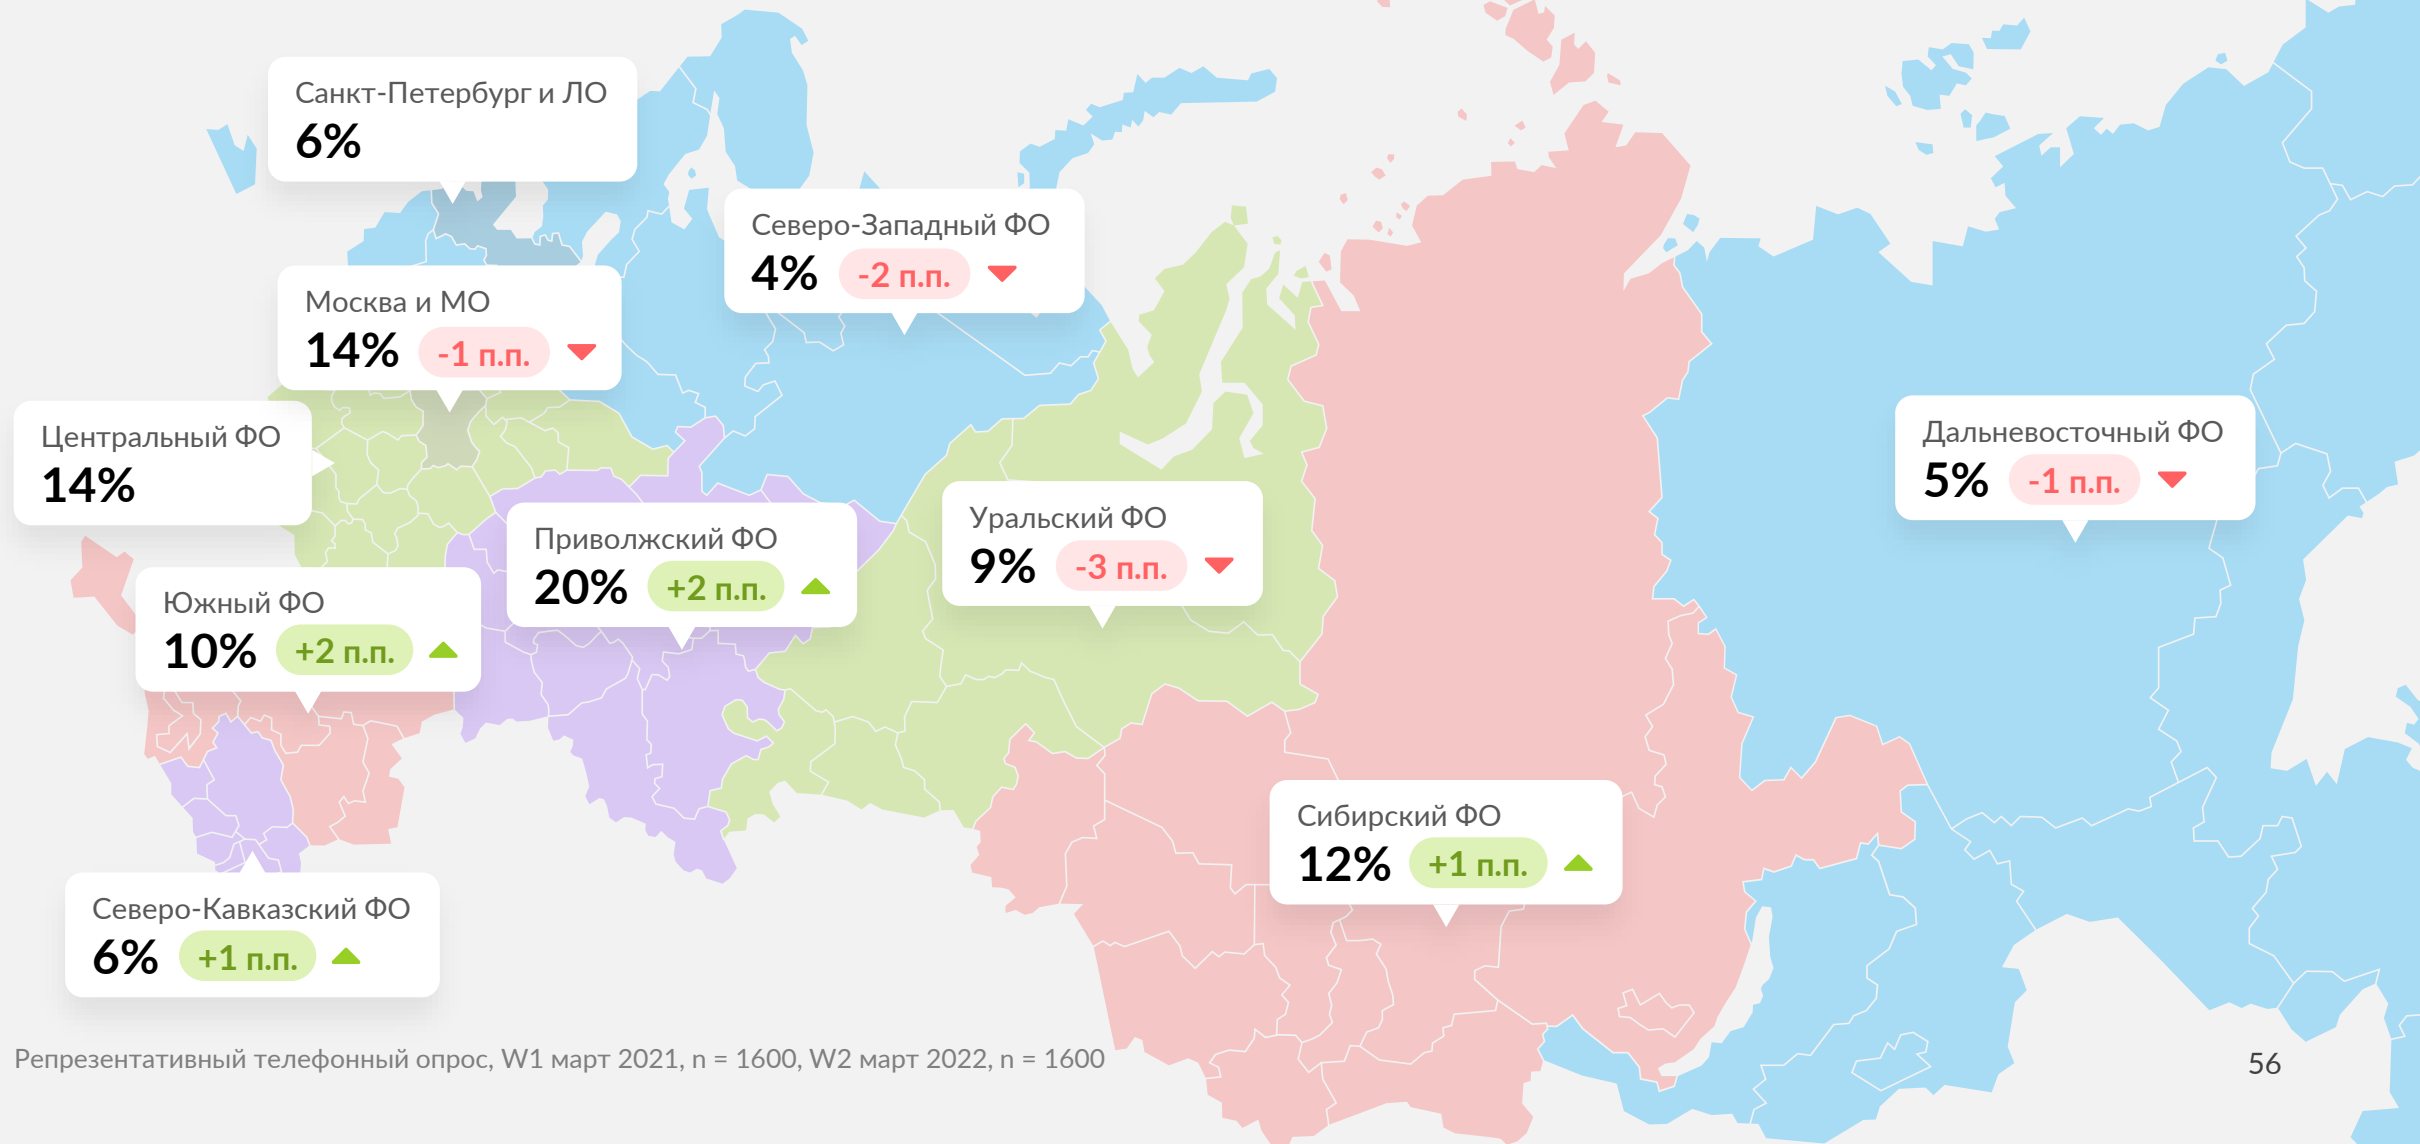 Санкт-Петербург и ЛО
6%
Северо-Западный ФО
4% -2 п.п.
Москва и МО
14% -1 п.п.
Центральный ФО
14%
Дальневосточный ФО
5% -1 п.п.
Уральский ФО
9% -3 п.п.
Приволжский ФО
20% +2 п.п.
Южный ФО
10% +2 п.п.
Сибирский ФО
12% +1 п.п.
Северо-Кавказский ФО
6% +1 п.п.
Репрезентативный телефонный опрос, W1 март 2021, n = 1600, W2 март 2022, n = 1600
56